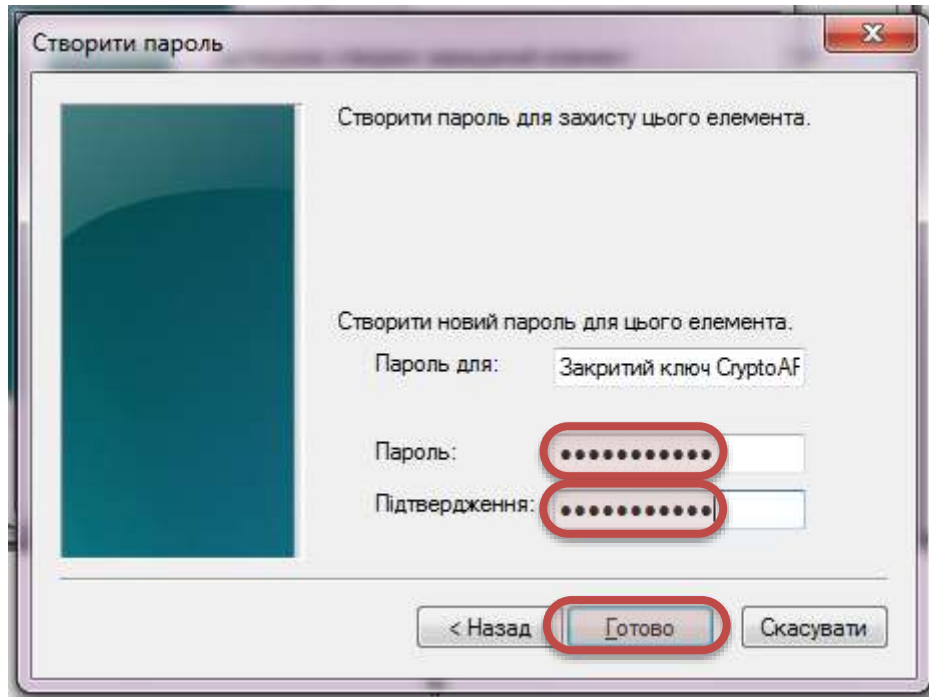 Створити пароль
Створити пароль для захисту цього елемента.
Створити новий пароль для цього елемента.
Пароль для: Закритий ключ CryptoAP
Пароль: ●●●●●●●●●●●
Підтвердження: ●●●●●●●●●●●
< Назад Готово Скасувати